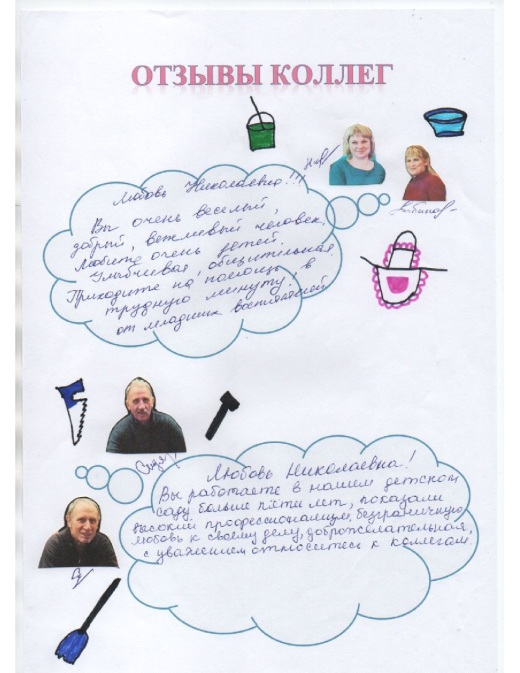 ОТЗЫВЫ КОЛЛЕГ
Любовь Николаевна!!!
Вы очень веселый,
добрый, вежливый человек.
Любите очень детей.
Улыбчивая, общительная.
Приходите на помощь в
трудную минуту.
от младших воспитателей
Любовь Николаевна!
Вы работаете в нашем детском
саду больше пяти лет, показали
высокий профессионализм, безграничную
любовь к своему делу, доброжелательная,
с уважением относитесь к коллегам.